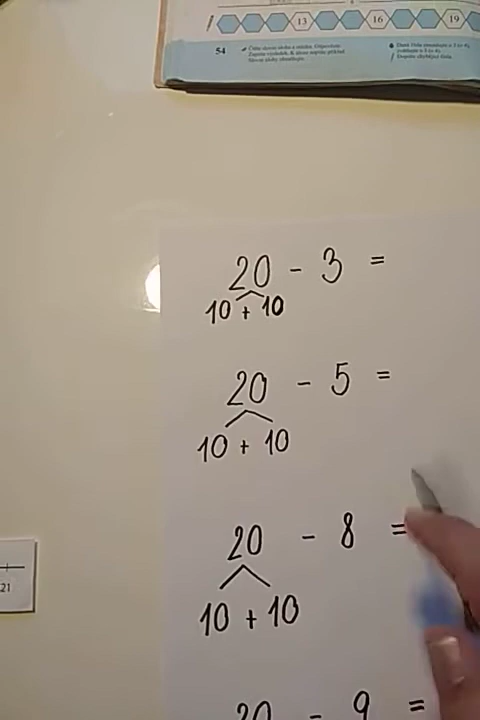 13 16 19
54
20 - 3 =
10 + 10
20 - 5 =
10 + 10
20 - 8 =
10 + 10
21
20 - 9 =